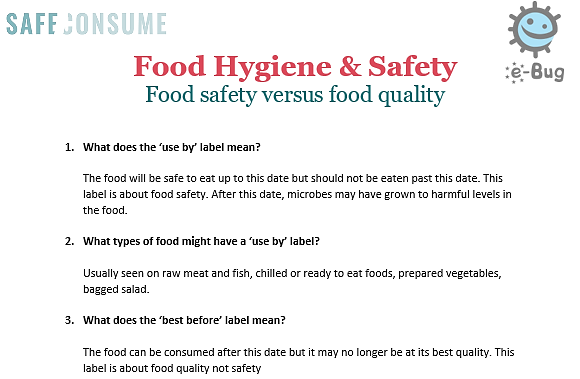 SAFECONSUME
e-Bug
Food Hygiene & Safety
Food safety versus food quality
1. What does the ‘use by’ label mean?
The food will be safe to eat up to this date but should not be eaten past this date. This
label is about food safety. After this date, microbes may have grown to harmful levels in
the food.
2. What types of food might have a ‘use by’ label?
Usually seen on raw meat and fish, chilled or ready to eat foods, prepared vegetables,
bagged salad.
3. What does the ‘best before’ label mean?
The food can be consumed after this date but it may no longer be at its best quality. This
label is about food quality not safety